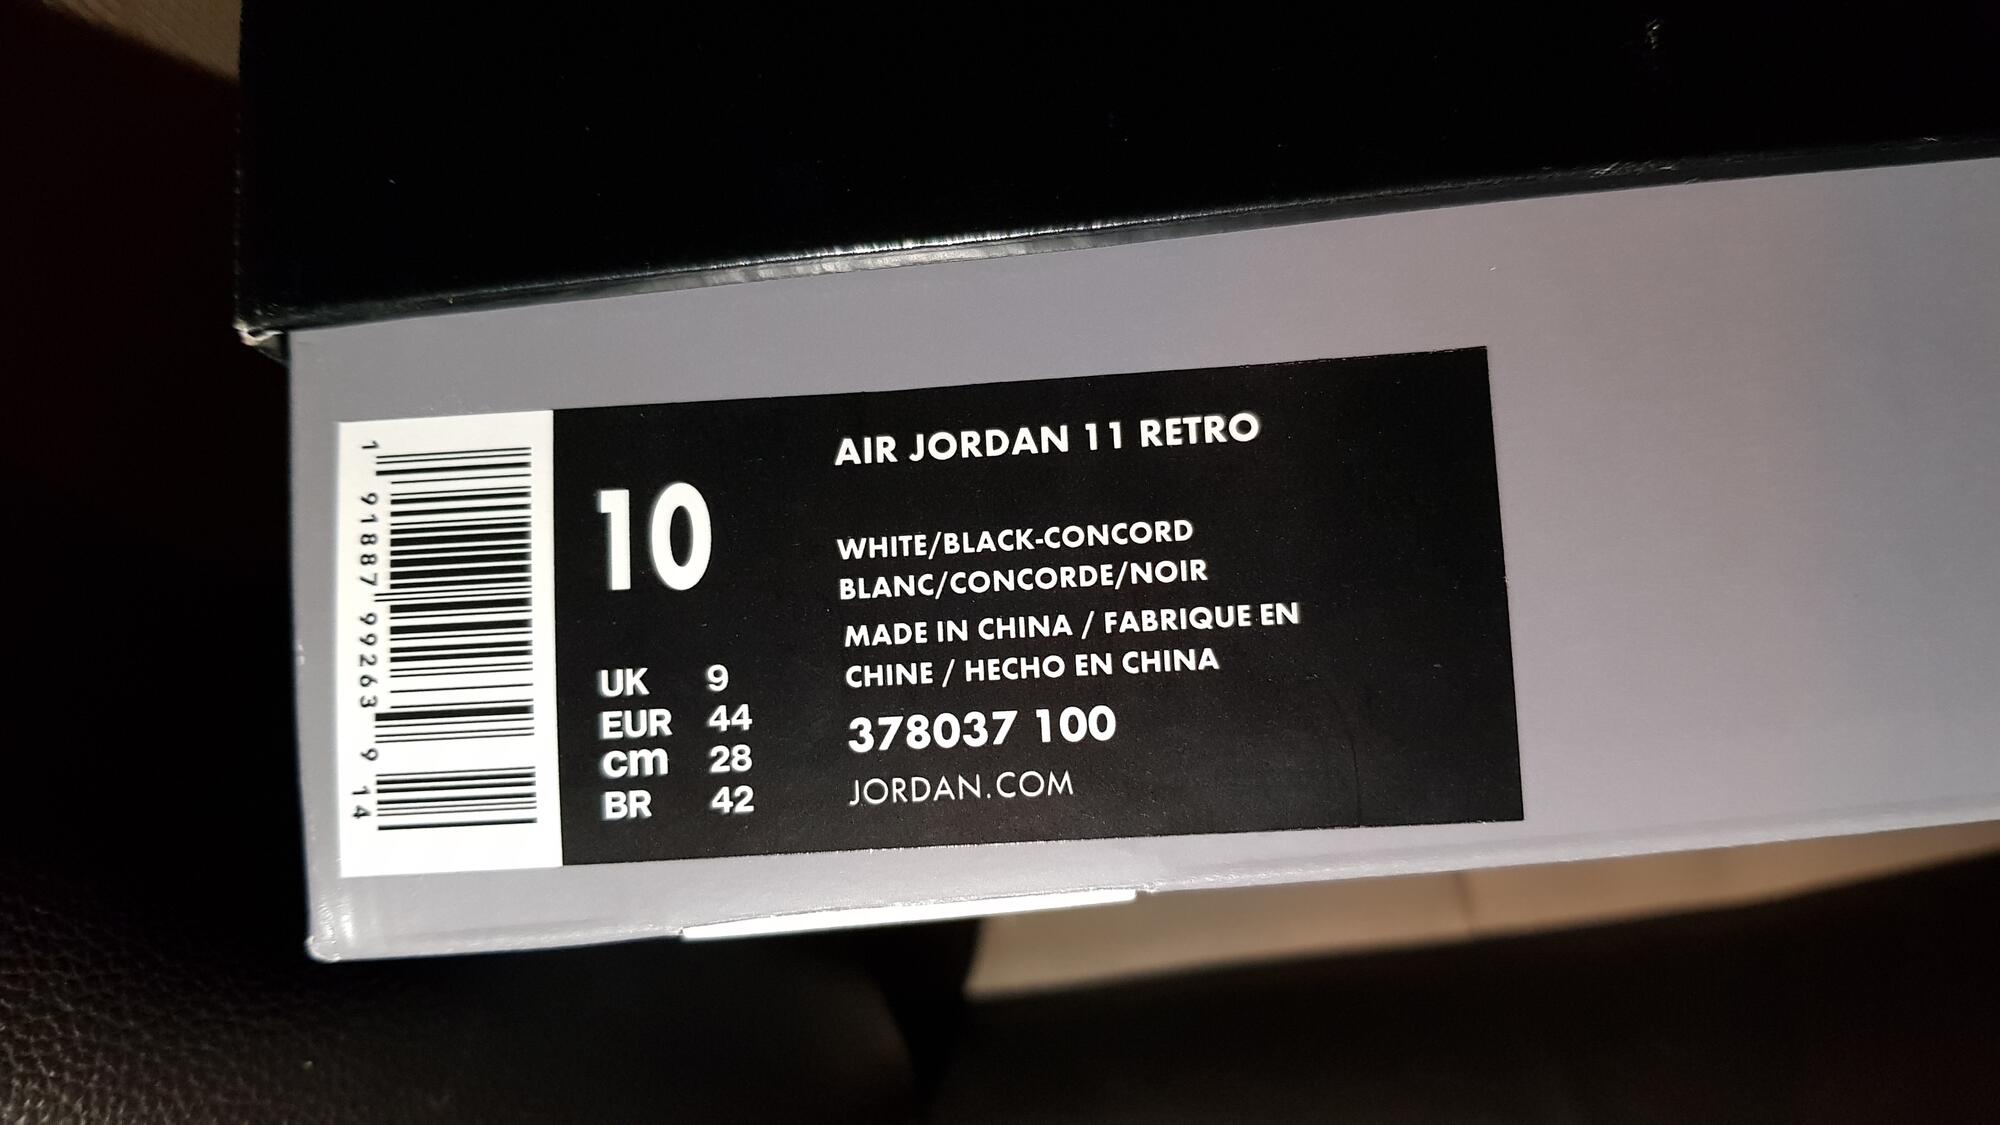 AIR JORDAN 11 RETRO
10
WHITE/BLACK-CONCORD
BLANC/CONCORDE/NOIR
MADE IN CHINA / FABRIQUE EN
CHINE / HECHO EN CHINA
UK 9
EUR 44
cm 28
BR 42
378037 100
JORDAN.COM
1 91887 99263 9 14